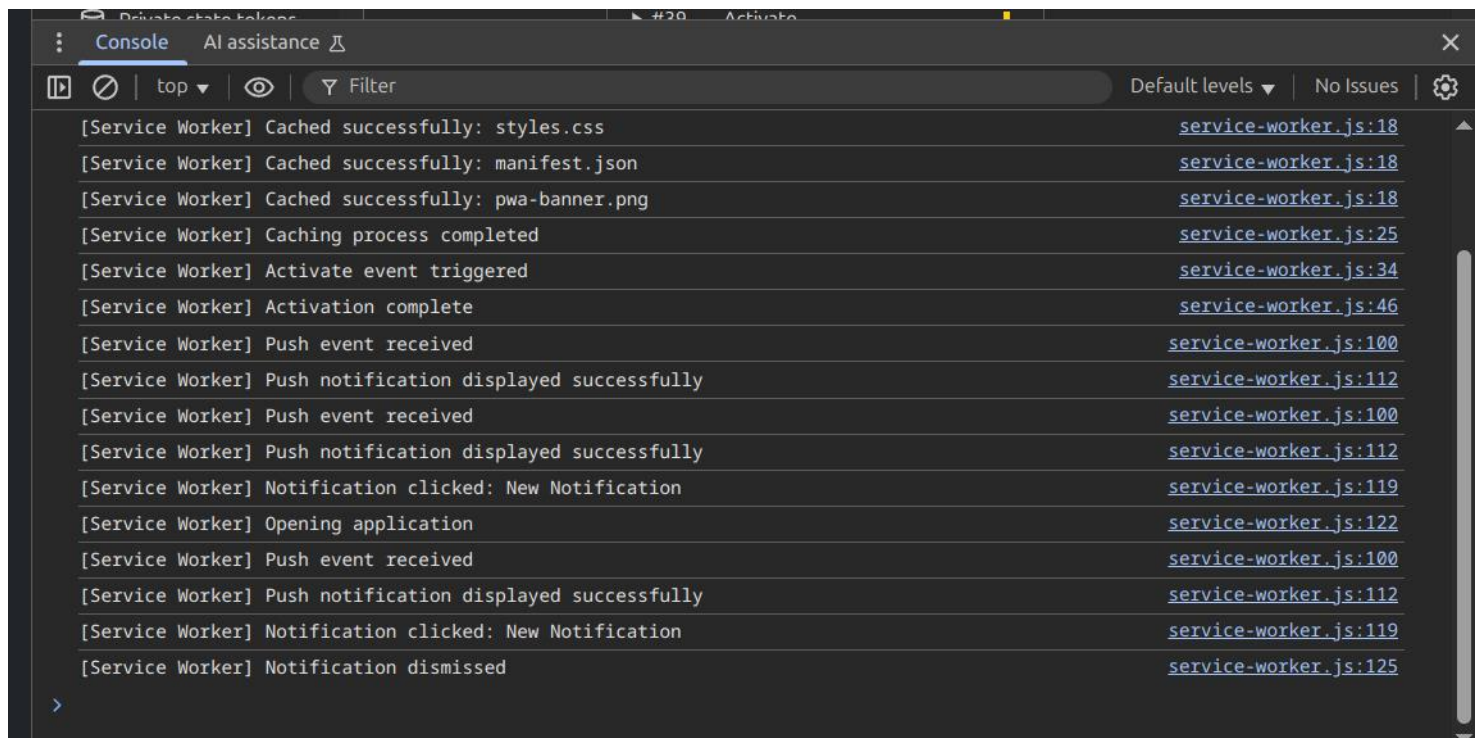 Private state tokens
▶ #39 Activate
Console AI assistance
top ▼ Filter Default levels ▼ No Issues
[Service Worker] Cached successfully: styles.css service-worker.js:18
[Service Worker] Cached successfully: manifest.json service-worker.js:18
[Service Worker] Cached successfully: pwa-banner.png service-worker.js:18
[Service Worker] Caching process completed service-worker.js:25
[Service Worker] Activate event triggered service-worker.js:34
[Service Worker] Activation complete service-worker.js:46
[Service Worker] Push event received service-worker.js:100
[Service Worker] Push notification displayed successfully service-worker.js:112
[Service Worker] Push event received service-worker.js:100
[Service Worker] Push notification displayed successfully service-worker.js:112
[Service Worker] Notification clicked: New Notification service-worker.js:119
[Service Worker] Opening application service-worker.js:122
[Service Worker] Push event received service-worker.js:100
[Service Worker] Push notification displayed successfully service-worker.js:112
[Service Worker] Notification clicked: New Notification service-worker.js:119
[Service Worker] Notification dismissed service-worker.js:125